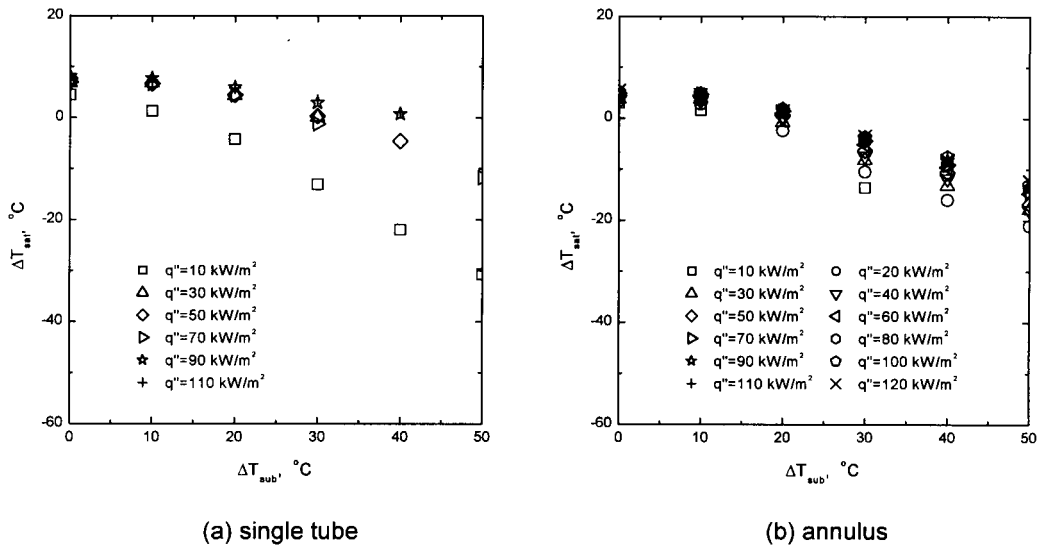 20
0
-20
-40
-60
ΔT_sat, °C
q"=10 kW/m²
q"=30 kW/m²
q"=50 kW/m²
q"=70 kW/m²
q"=90 kW/m²
q"=110 kW/m²
0 10 20 30 40 50
ΔT_sub, °C
(a) single tube
20
0
-20
-40
-60
ΔT_sat, °C
q"=10 kW/m² q"=20 kW/m²
q"=30 kW/m² q"=40 kW/m²
q"=50 kW/m² q"=60 kW/m²
q"=70 kW/m² q"=80 kW/m²
q"=90 kW/m² q"=100 kW/m²
q"=110 kW/m² q"=120 kW/m²
0 10 20 30 40 50
ΔT_sub, °C
(b) annulus